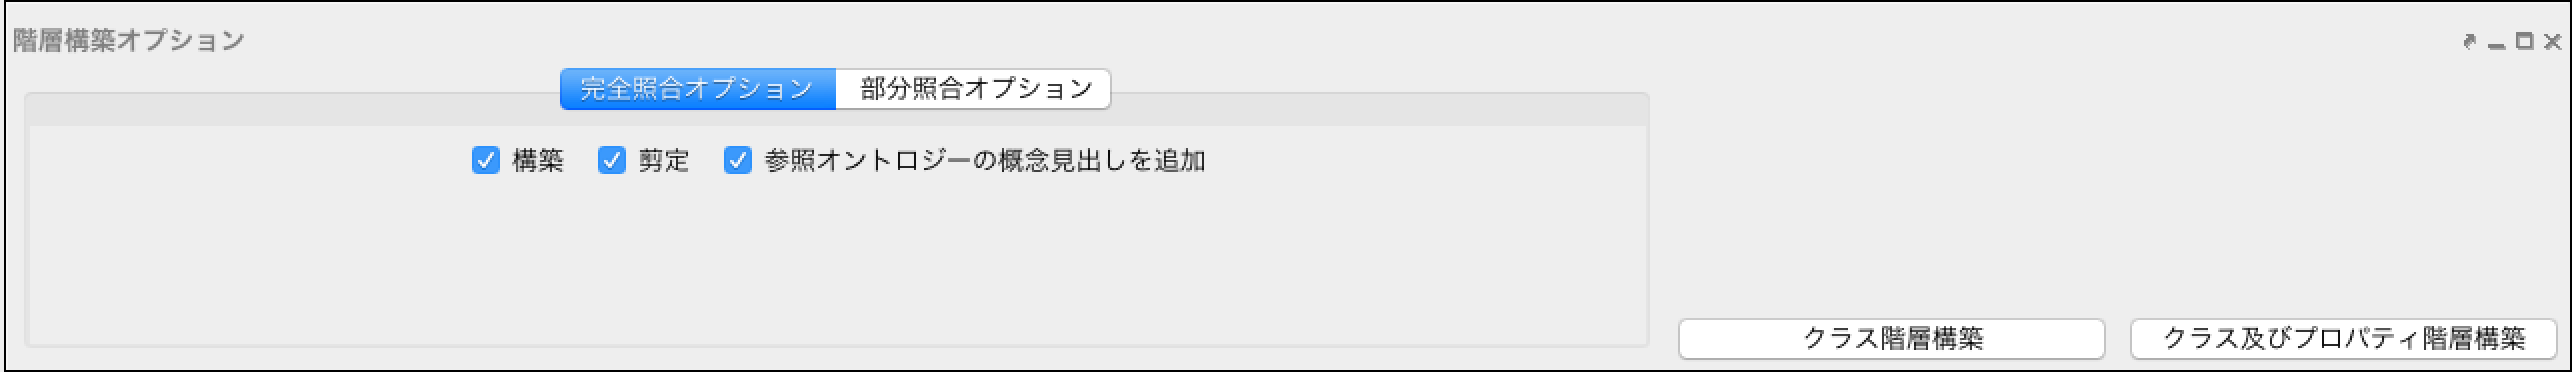 階層構築オプション
完全照合オプション 部分照合オプション
構築 剪定 参照オントロジーの概念見出しを追加
クラス階層構築 クラス及びプロパティ階層構築